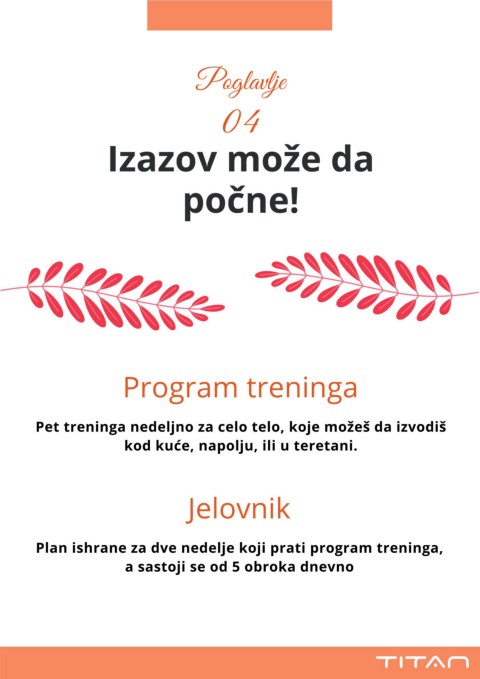 Poglavlje
04
Izazov može da
počne!
Program treninga
Pet treninga nedeljno za celo telo, koje možeš da izvodiš
kod kuće, napolju, ili u teretani.
Jelovnik
Plan ishrane za dve nedelje koji prati program treninga,
a sastoji se od 5 obroka dnevno
TITAN